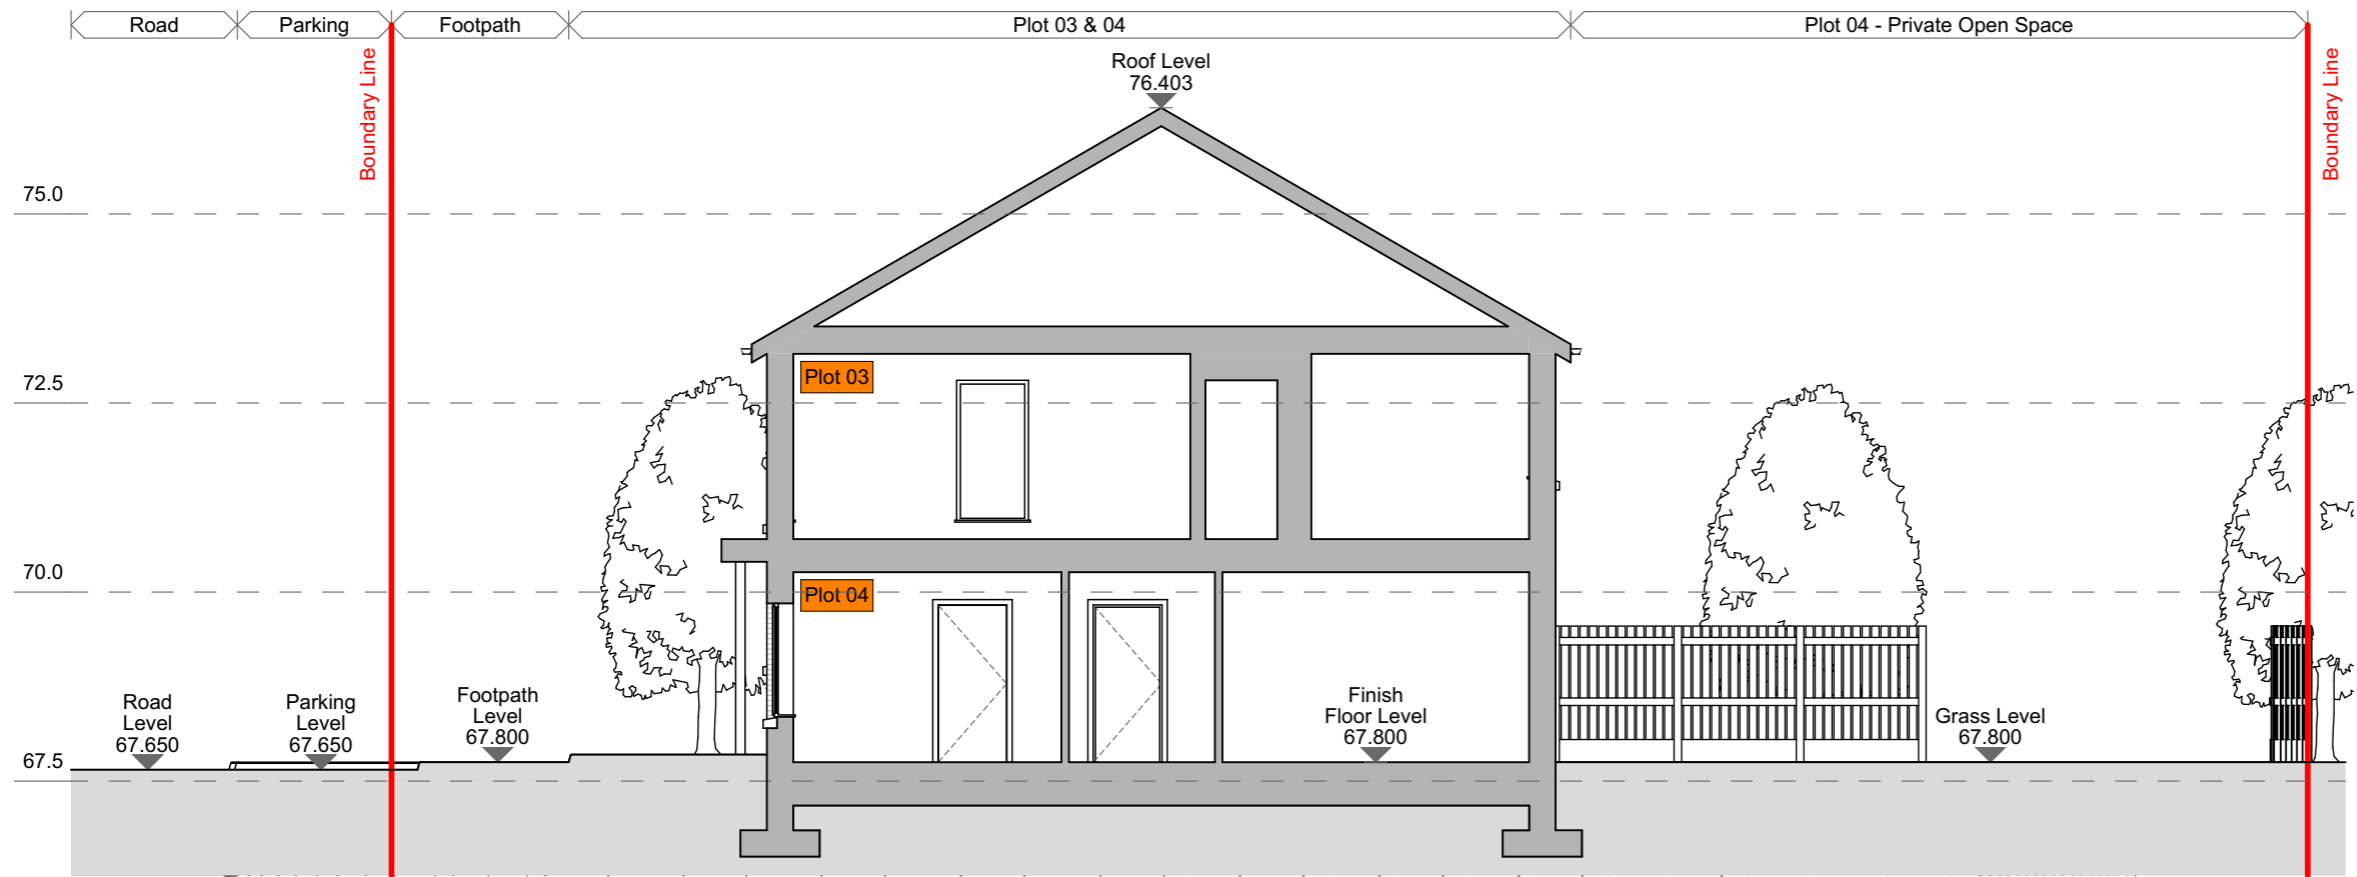 Road
Parking
Footpath
Plot 03 & 04
Plot 04 - Private Open Space
Boundary Line
Boundary Line
Roof Level
76.403
75.0
72.5
70.0
67.5
Plot 03
Plot 04
Road
Level
67.650
Parking
Level
67.650
Footpath
Level
67.800
Finish
Floor Level
67.800
Grass Level
67.800